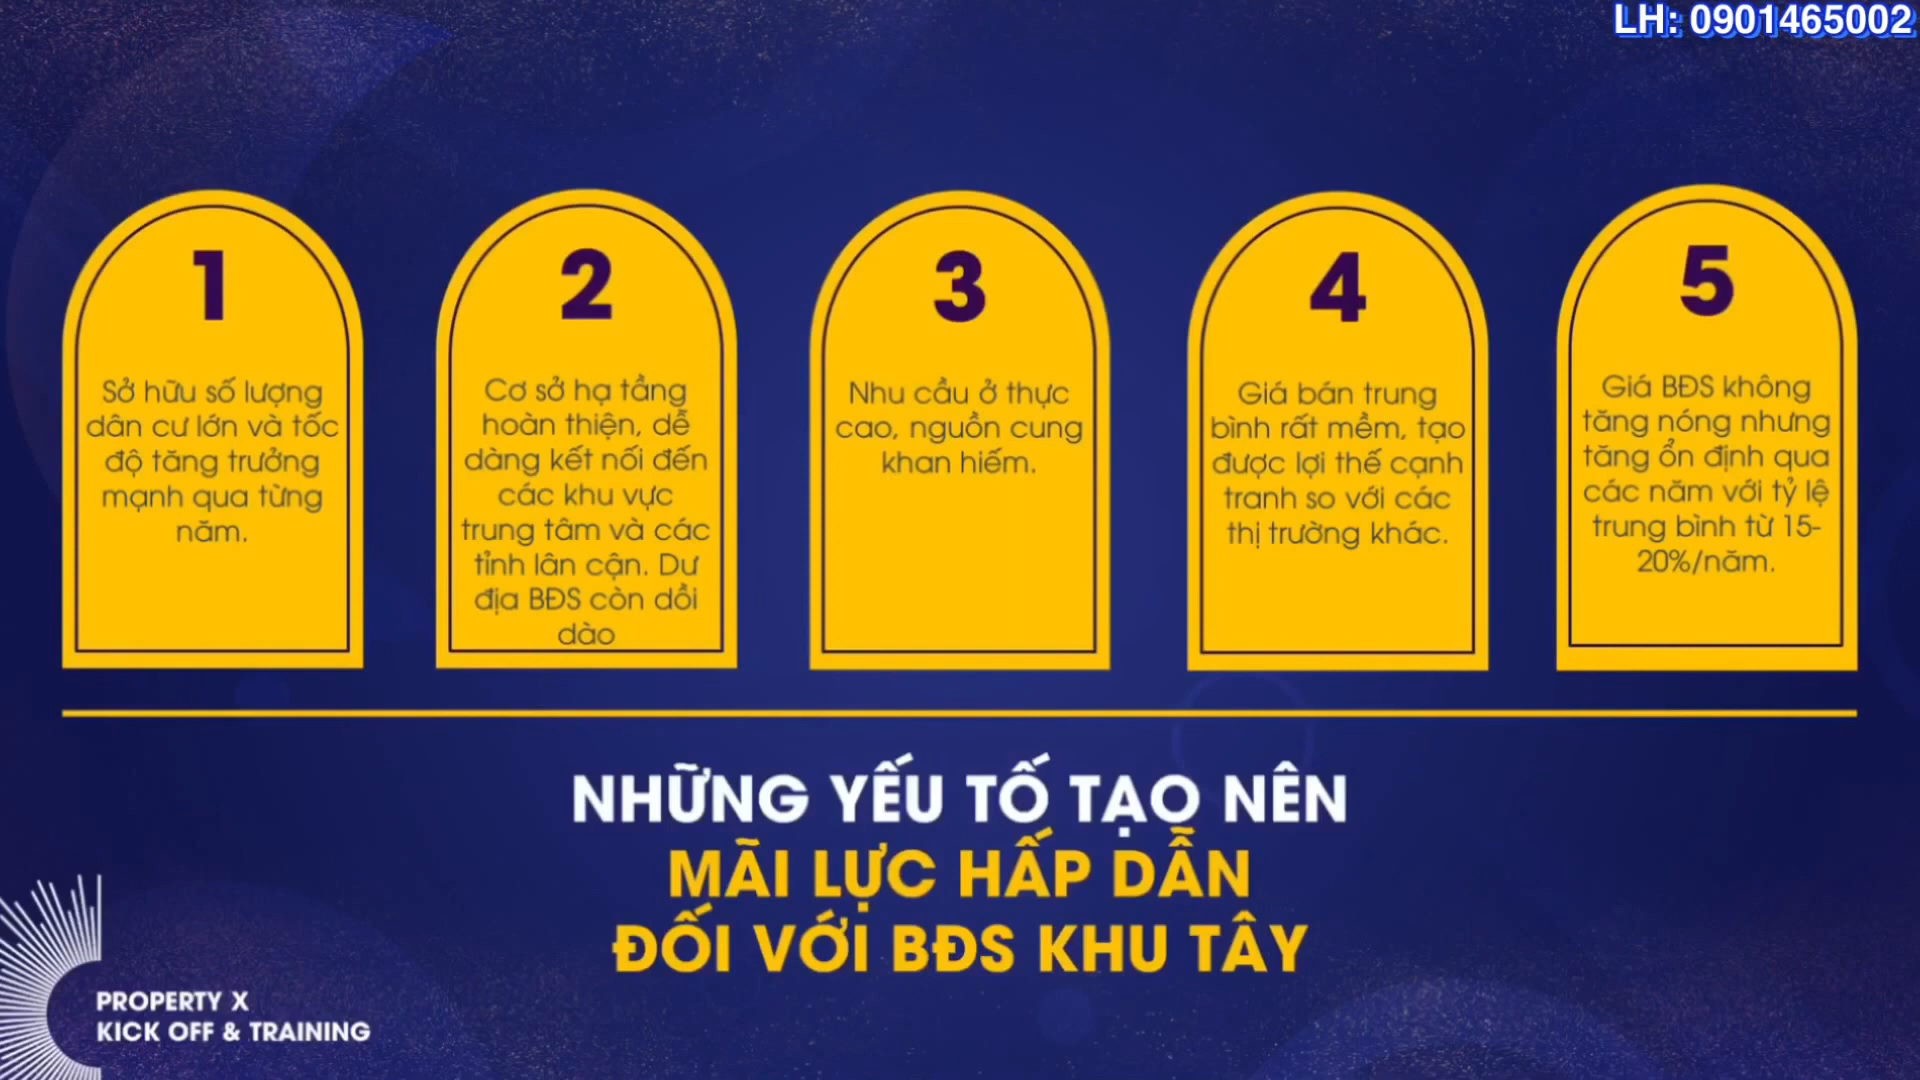 LH: 0901465002
1
Sở hữu số lượng
dân cư lớn và tốc
độ tăng trưởng
mạnh qua từng
năm.
2
Cơ sở hạ tầng
hoàn thiện, dễ
dàng kết nối đến
các khu vực
trung tâm và các
tỉnh lân cận. Dư
địa BĐS còn dồi
dào
3
Nhu cầu ở thực
cao, nguồn cung
khan hiếm.
4
Giá bán trung
bình rất mềm, tạo
được lợi thế cạnh
tranh so với các
thị trường khác.
5
Giá BĐS không
tăng nóng nhưng
tăng ổn định qua
các năm với tỷ lệ
trung bình từ 15-
20%/năm.
NHỮNG YẾU TỐ TẠO NÊN
MÃI LỰC HẤP DẪN
ĐỐI VỚI BĐS KHU TÂY
PROPERTY X
KICK OFF & TRAINING